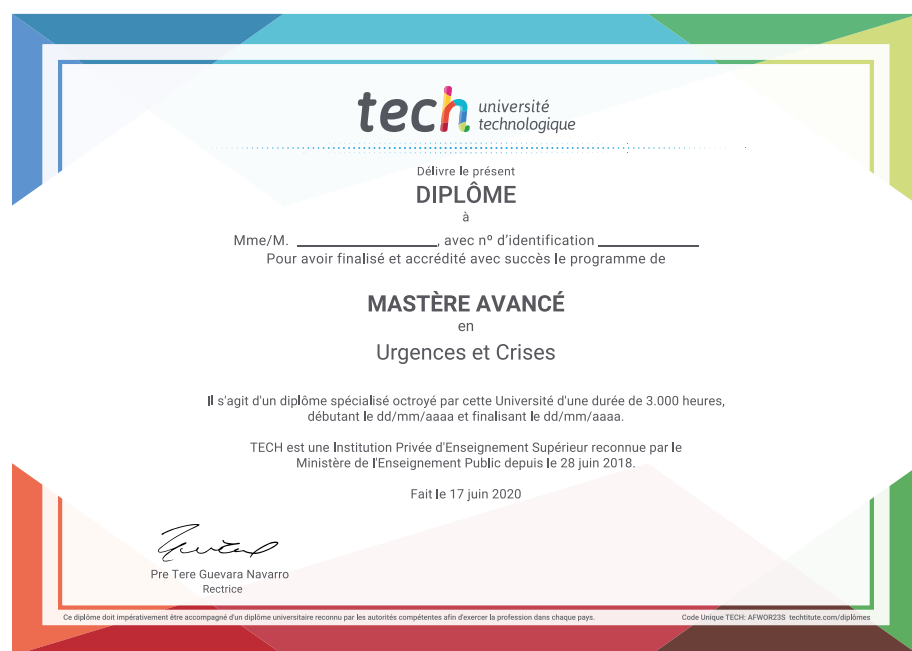 tech université
technologique
Délivre le présent
DIPLÔME
à
Mme/M. ____________________, avec nº d'identification ______________
Pour avoir finalisé et accrédité avec succès le programme de
MASTÈRE AVANCÉ
en
Urgences et Crises
Il s'agit d'un diplôme spécialisé octroyé par cette Université d'une durée de 3.000 heures,
débutant le dd/mm/aaaa et finalisant le dd/mm/aaaa.
TECH est une Institution Privée d'Enseignement Supérieur reconnue par le
Ministère de l'Enseignement Public depuis le 28 juin 2018.
Fait le 17 juin 2020
Pre Tere Guevara Navarro
Rectrice
Ce diplôme doit impérativement être accompagné d'un diplôme universitaire reconnu par les autorités compétentes afin d'exercer la profession dans chaque pays.
Code Unique TECH: AFWOR23S techtitute.com/diplômes